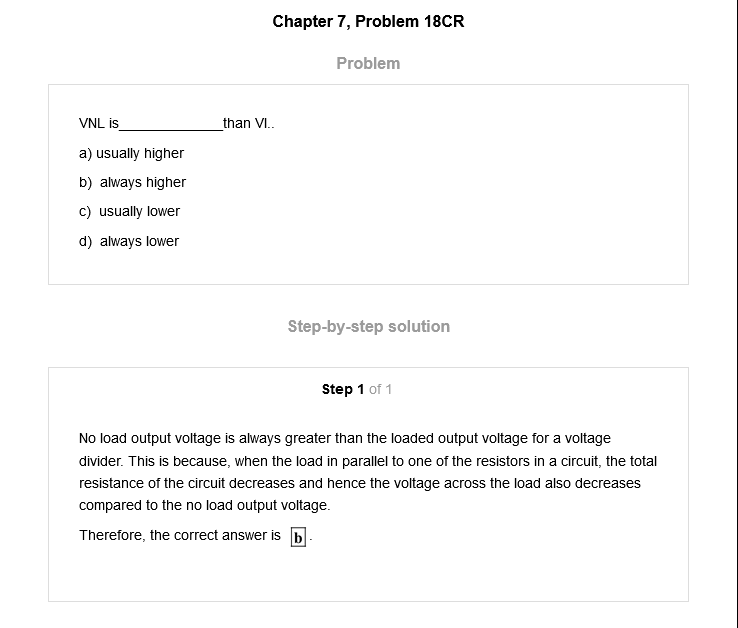 Chapter 7, Problem 18CR
Problem
VNL is______________than Vl..
a) usually higher
b) always higher
c) usually lower
d) always lower
Step-by-step solution
Step 1 of 1
No load output voltage is always greater than the loaded output voltage for a voltage
divider. This is because, when the load in parallel to one of the resistors in a circuit, the total
resistance of the circuit decreases and hence the voltage across the load also decreases
compared to the no load output voltage.
Therefore, the correct answer is b.